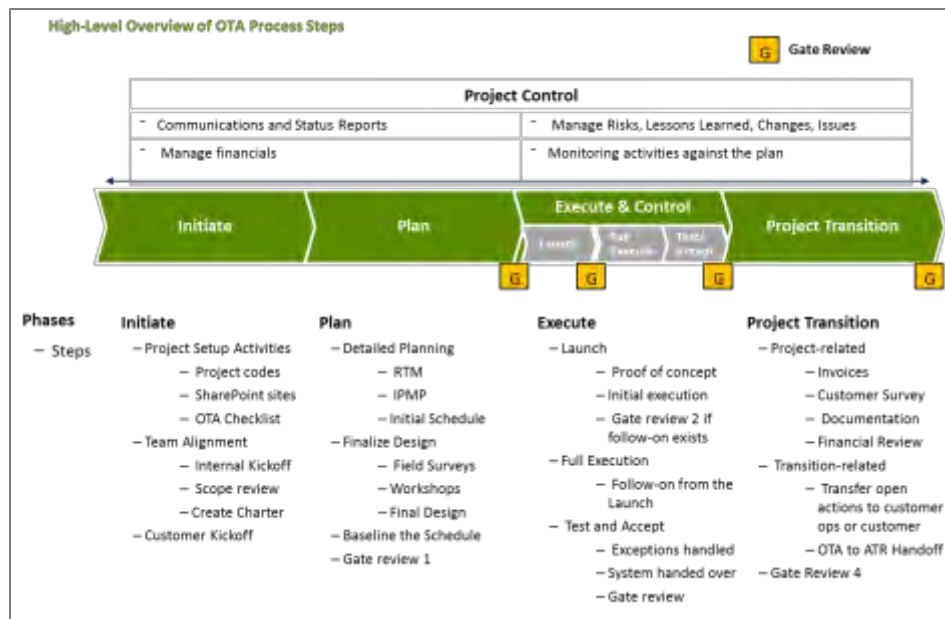 High-Level Overview of OTA Process Steps
G Gate Review
Project Control
- Communications and Status Reports
- Manage Risks, Lessons Learned, Changes, Issues
- Manage financials
- Monitoring activities against the plan
Initiate
Plan
Execute & Control
Launch
Full
Execute
Test/
Accept
Project Transition
G
G
G
G
Phases
– Steps
Initiate
– Project Setup Activities
– Project codes
– SharePoint sites
– OTA Checklist
– Team Alignment
– Internal Kickoff
– Scope review
– Create Charter
– Customer Kickoff
Plan
– Detailed Planning
– RTM
– IPMP
– Initial Schedule
– Finalize Design
– Field Surveys
– Workshops
– Final Design
– Baseline the Schedule
– Gate review 1
Execute
– Launch
– Proof of concept
– Initial execution
– Gate review 2 if
follow-on exists
– Full Execution
– Follow-on from the
Launch
– Test and Accept
– Exceptions handled
– System handed over
– Gate review
Project Transition
– Project-related
– Invoices
– Customer Survey
– Documentation
– Financial Review
– Transition-related
– Transfer open
actions to customer
ops or customer
– OTA to ATR Handoff
– Gate Review 4